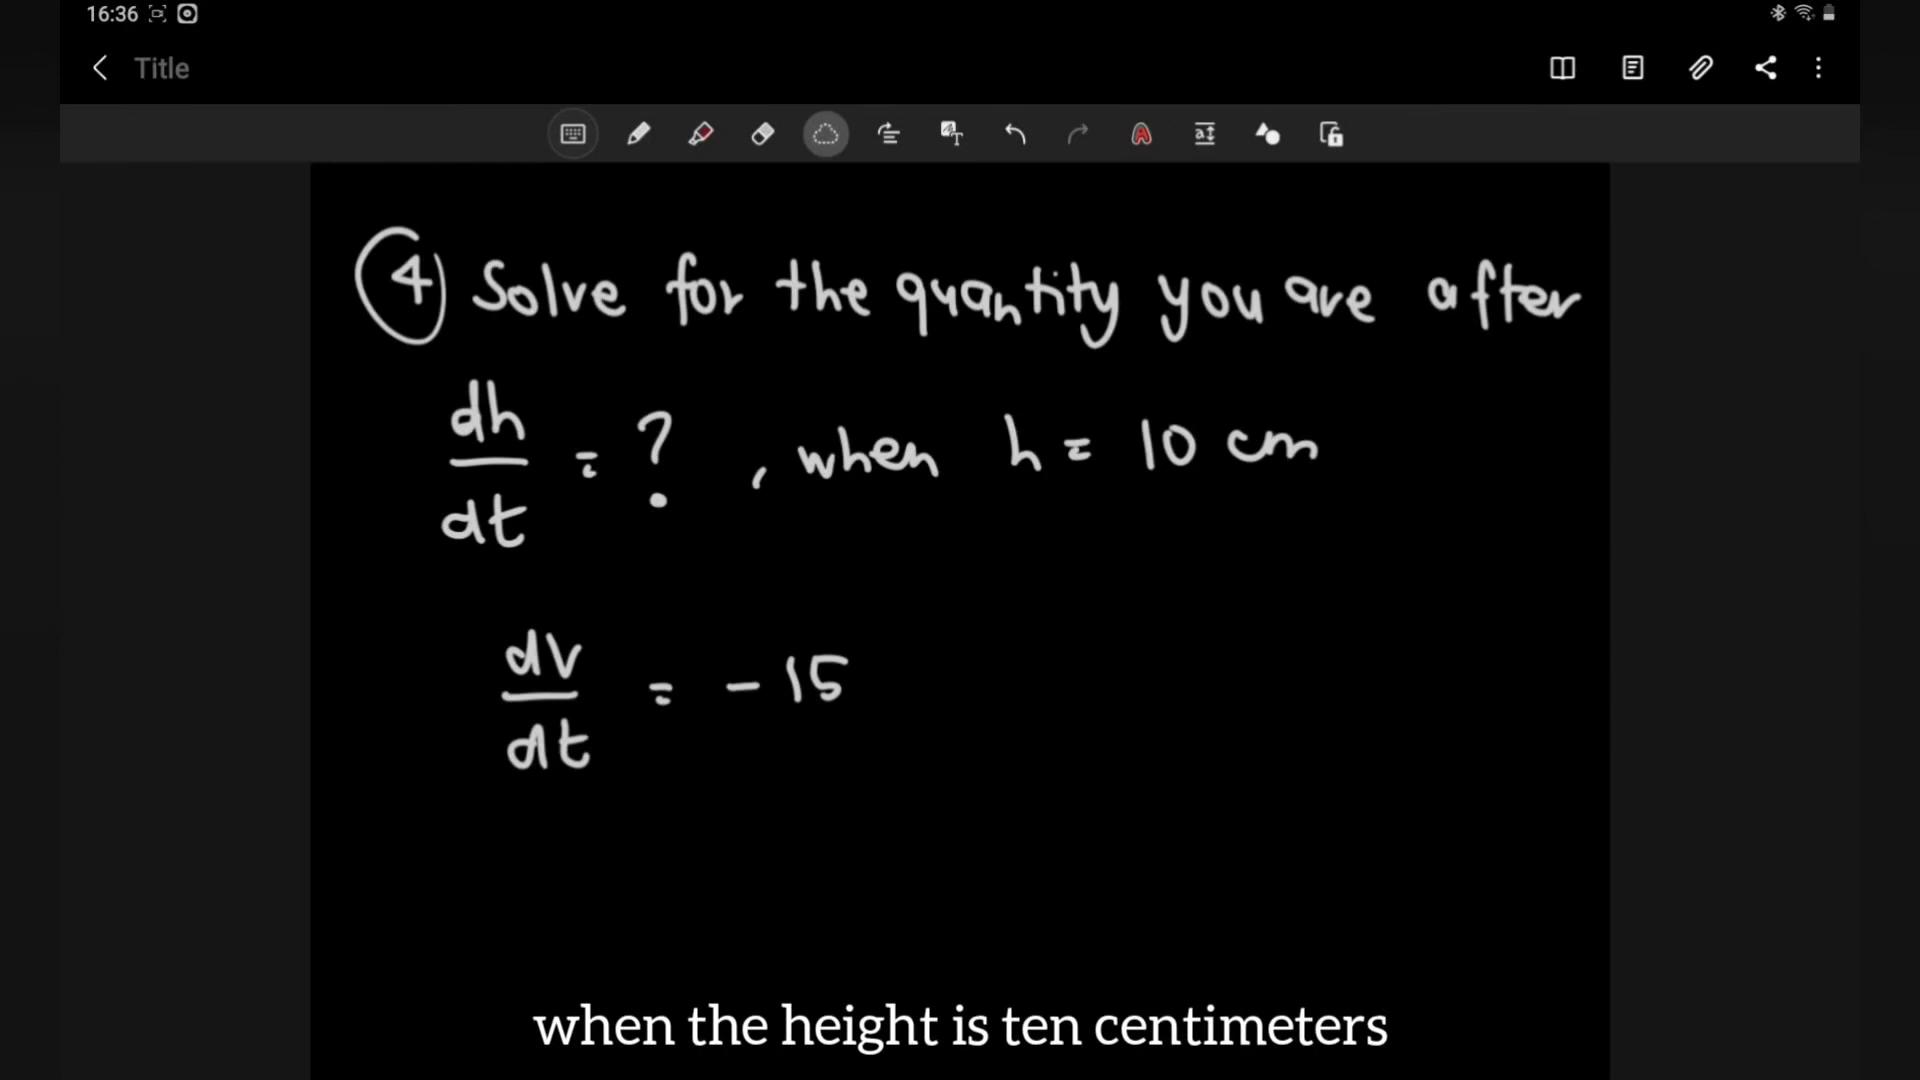 16:36
Title
④ Solve for the quantity you are after
dh/dt = ? , when h = 10 cm
dv/dt = - 15
when the height is ten centimeters